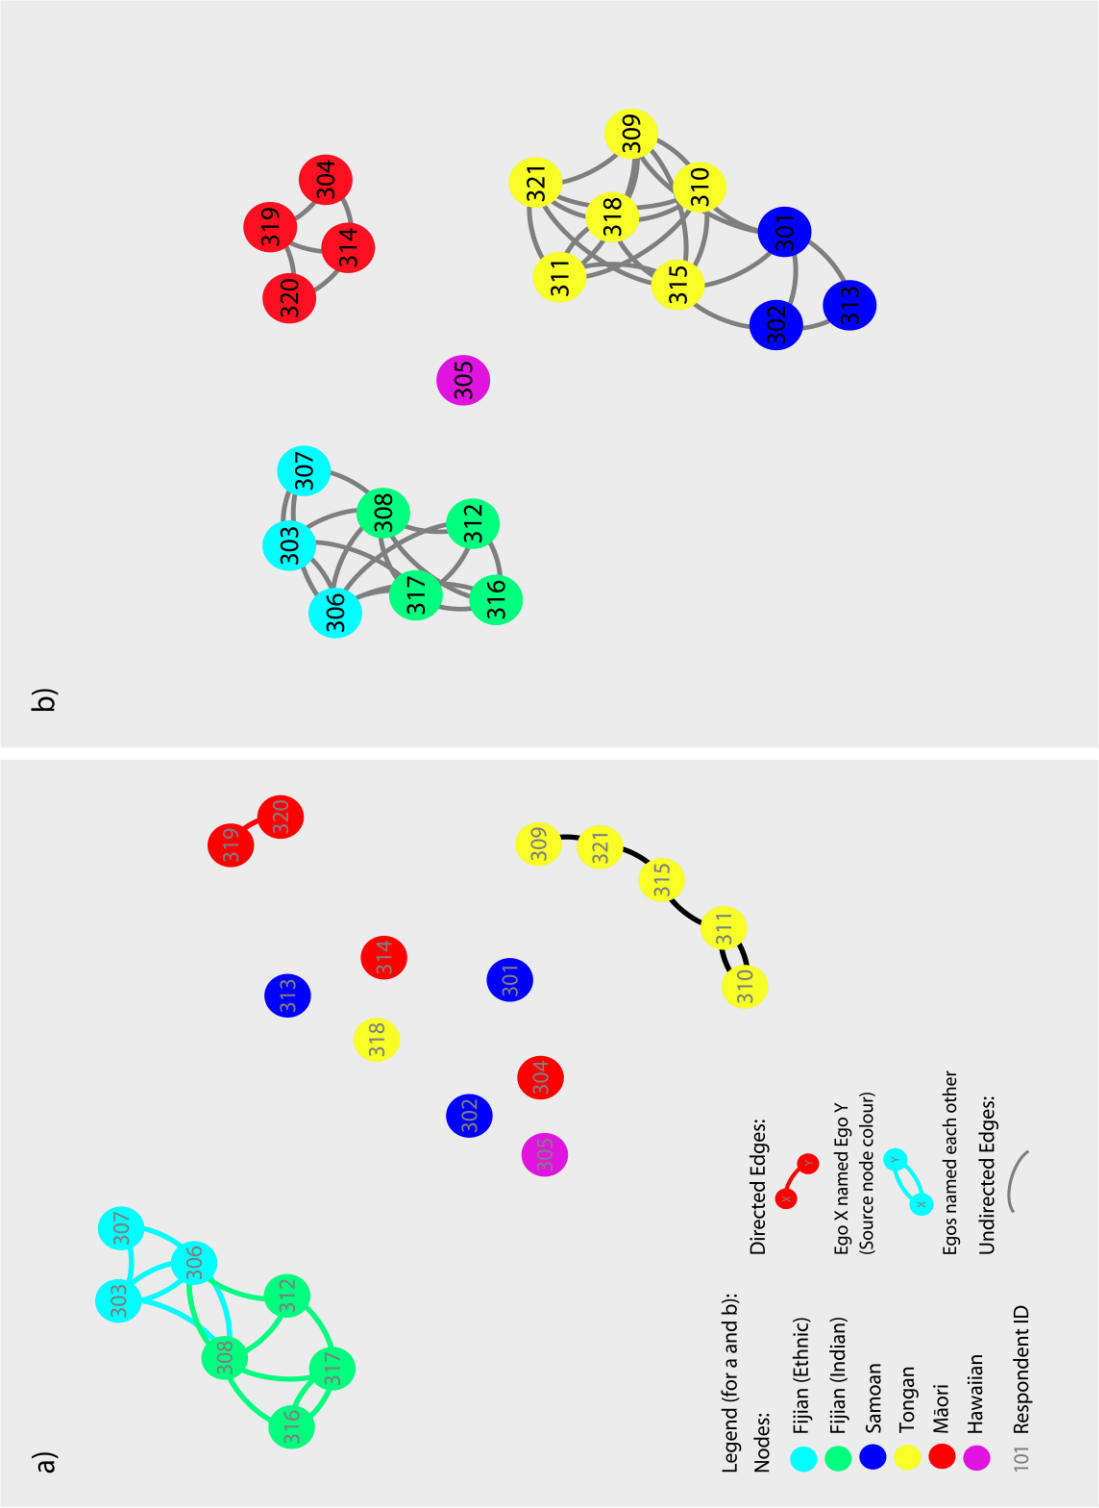 a)
303
307
306
308
319
320
312
313
316
317
318
314
302
301
309
304
305
321
315
311
310
Legend (for a and b):
Nodes:
Fijian (Ethnic)
Fijian (Indian)
Samoan
Tongan
Māori
Hawaiian
101 Respondent ID
Directed Edges:
X Y
Ego X named Ego Y
(Source node colour)
X Y
Egos named each other
Undirected Edges:
b)
319
303
320
307
304
306
314
308
317
305
312
316
321
311
318
309
315
310
302
301
313